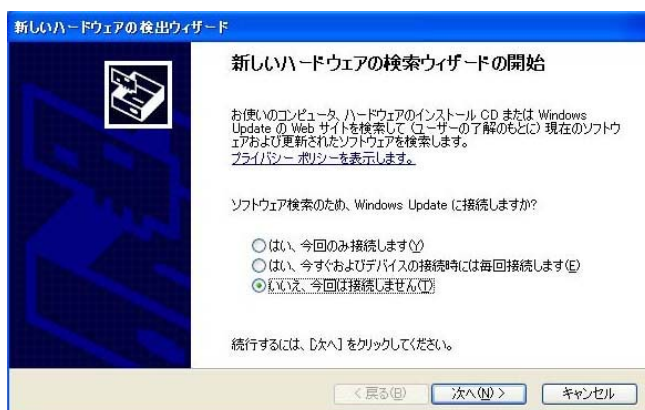 新しいハードウェアの検出ウィザード
新しいハードウェアの検索ウィザードの開始
お使いのコンピュータ、ハードウェアのインストール CD または Windows
Update の Web サイトを検索して (ユーザーの了解のもとに) 現在のソフトウ
ェアおよび更新されたソフトウェアを検索します。
プライバシー ポリシーを表示します。
ソフトウェア検索のため、Windows Update に接続しますか?
はい、今回のみ接続します(Y)
はい、今すぐおよびデバイスの接続時には毎回接続します(E)
いいえ、今回は接続しません(T)
続行するには、[次へ] をクリックしてください。
< 戻る(B) 次へ(N) > キャンセル